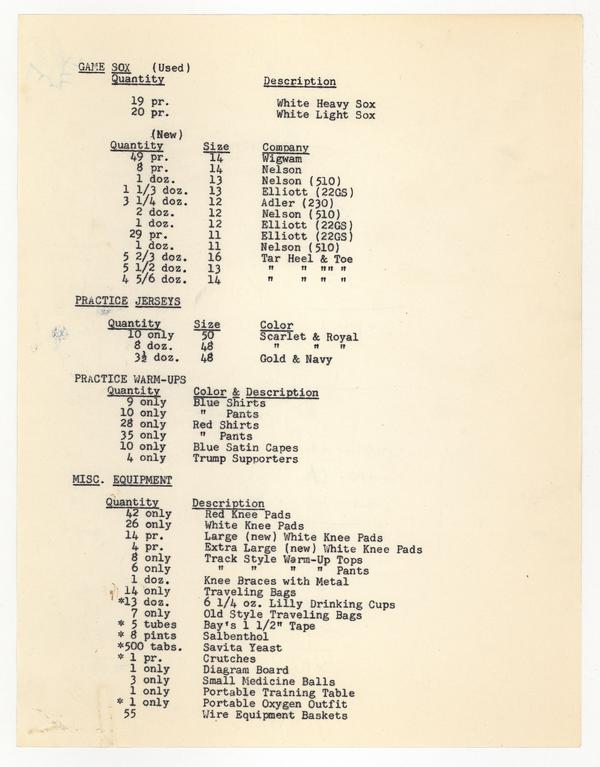 GAME SOX (Used)
Quantity Description
19 pr. White Heavy Sox
20 pr. White Light Sox
(New)
Quantity Size Company
49 pr. 14 Wigwam
8 pr. 14 Nelson
1 doz. 13 Nelson (510)
1 1/3 doz. 13 Elliott (22GS)
3 1/4 doz. 12 Adler (230)
2 doz. 12 Nelson (510)
1 doz. 12 Elliott (22GS)
29 pr. 11 Elliott (22GS)
1 doz. 11 Nelson (510)
5 2/3 doz. 16 Tar Heel & Toe
5 1/2 doz. 13 " " "" "
4 5/6 doz. 14 " " " "
PRACTICE JERSEYS
Quantity Size Color
10 only 50 Scarlet & Royal
8 doz. 48 " " "
3½ doz. 48 Gold & Navy
PRACTICE WARM-UPS
Quantity Color & Description
9 only Blue Shirts
10 only " Pants
28 only Red Shirts
35 only " Pants
10 only Blue Satin Capes
4 only Trump Supporters
MISC. EQUIPMENT
Quantity Description
42 only Red Knee Pads
26 only White Knee Pads
14 pr. Large (new) White Knee Pads
4 pr. Extra Large (new) White Knee Pads
8 only Track Style Warm-Up Tops
6 only " " " " Pants
1 doz. Knee Braces with Metal
14 only Traveling Bags
*13 doz. 6 1/4 oz. Lilly Drinking Cups
7 only Old Style Traveling Bags
* 5 tubes Bay's 1 1/2" Tape
* 8 pints Salbenthol
*500 tabs. Savita Yeast
* 1 pr. Crutches
1 only Diagram Board
3 only Small Medicine Balls
1 only Portable Training Table
* 1 only Portable Oxygen Outfit
55 Wire Equipment Baskets